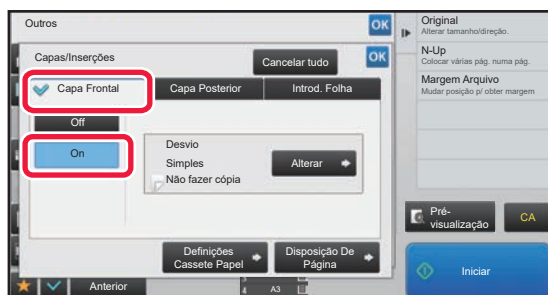 Outros
OK
Capas/Inserções
Cancelar tudo
OK
Capa Frontal
Capa Posterior
Introd. Folha
Off
On
Desvio
Simples
Não fazer cópia
Alterar
Definições
Cassete Papel
Disposição De
Página
Anterior
4
A3
Original
Alterar tamanho/direção.
N-Up
Colocar várias pág. numa pág.
Margem Arquivo
Mudar posição p/ obter margem
Pré-
visualização
CA
Iniciar